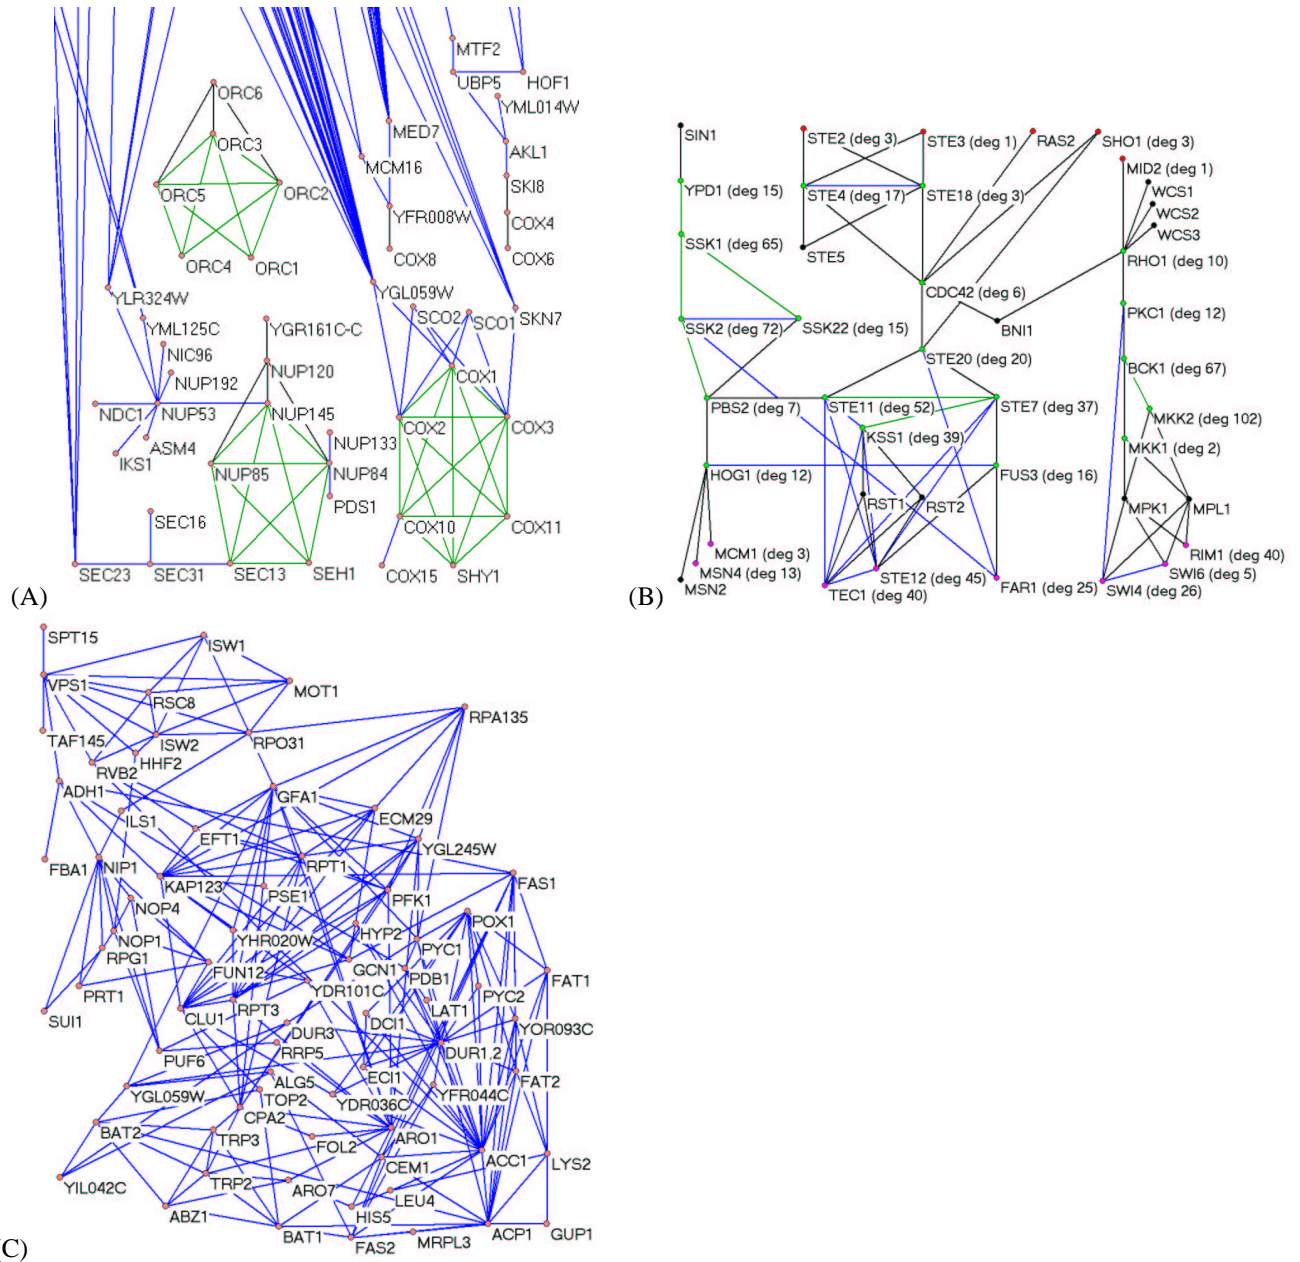 MTF2
UBP5
HOF1
YML014W
ORC6
ORC3
MED7
AKL1
MCM16
ORC5
ORC2
SKI8
YFR008W
COX4
ORC4
ORC1
COX8
COX6
YLR324W
YGL059W
SCO2
SCO1
SKN7
YML125C
YGR161C-C
NIC96
NUP192
NUP120
COX1
NDC1
NUP53
NUP145
COX2
COX3
ASM4
NUP133
IKS1
NUP85
NUP84
PDS1
SEC16
COX10
COX11
SEC23
SEC31
SEC13
SEH1
COX15
SHY1
(A)
SIN1
STE2 (deg 3)
STE3 (deg 1)
RAS2
SHO1 (deg 3)
MID2 (deg 1)
YPD1 (deg 15)
STE4 (deg 17)
STE18 (deg 3)
WCS1
WCS2
WCS3
SSK1 (deg 65)
STE5
RHO1 (deg 10)
CDC42 (deg 6)
PKC1 (deg 12)
SSK2 (deg 72)
SSK22 (deg 15)
BNI1
STE20 (deg 20)
BCK1 (deg 67)
PBS2 (deg 7)
STE11 (deg 52)
STE7 (deg 37)
MKK2 (deg 102)
KSS1 (deg 39)
MKK1 (deg 2)
HOG1 (deg 12)
FUS3 (deg 16)
RST1
RST2
MPK1
MPL1
MCM1 (deg 3)
RIM1 (deg 40)
MSN4 (deg 13)
STE12 (deg 45)
SWI6 (deg 5)
MSN2
TEC1 (deg 40)
FAR1 (deg 25)
SWI4 (deg 26)
(B)
SPT15
ISW1
VPS1
MOT1
RSC8
RPA135
TAF145
ISW2
RPO31
HHF2
RVB2
ADH1
GFA1
ILS1
ECM29
EFT1
YGL245W
FBA1
NIP1
RPT1
KAP123
FAS1
PSE1
PFK1
NOP4
POX1
NOP1
YHR020W
HYP2
PYC1
RPG1
FUN12
GCN1
PDB1
FAT1
PRT1
YDR101C
PYC2
SUI1
CLU1
RPT3
LAT1
DCI1
YOR093C
DUR3
PUF6
RRP5
DUR1,2
ECI1
ALG5
FAT2
YGL059W
TOP2
YDR036C
YFR044C
CPA2
BAT2
TRP3
FOL2
ARO1
ACC1
CEM1
LYS2
YIL042C
TRP2
ARO7
LEU4
ABZ1
HIS5
BAT1
FAS2
MRPL3
ACP1
GUP1
C)